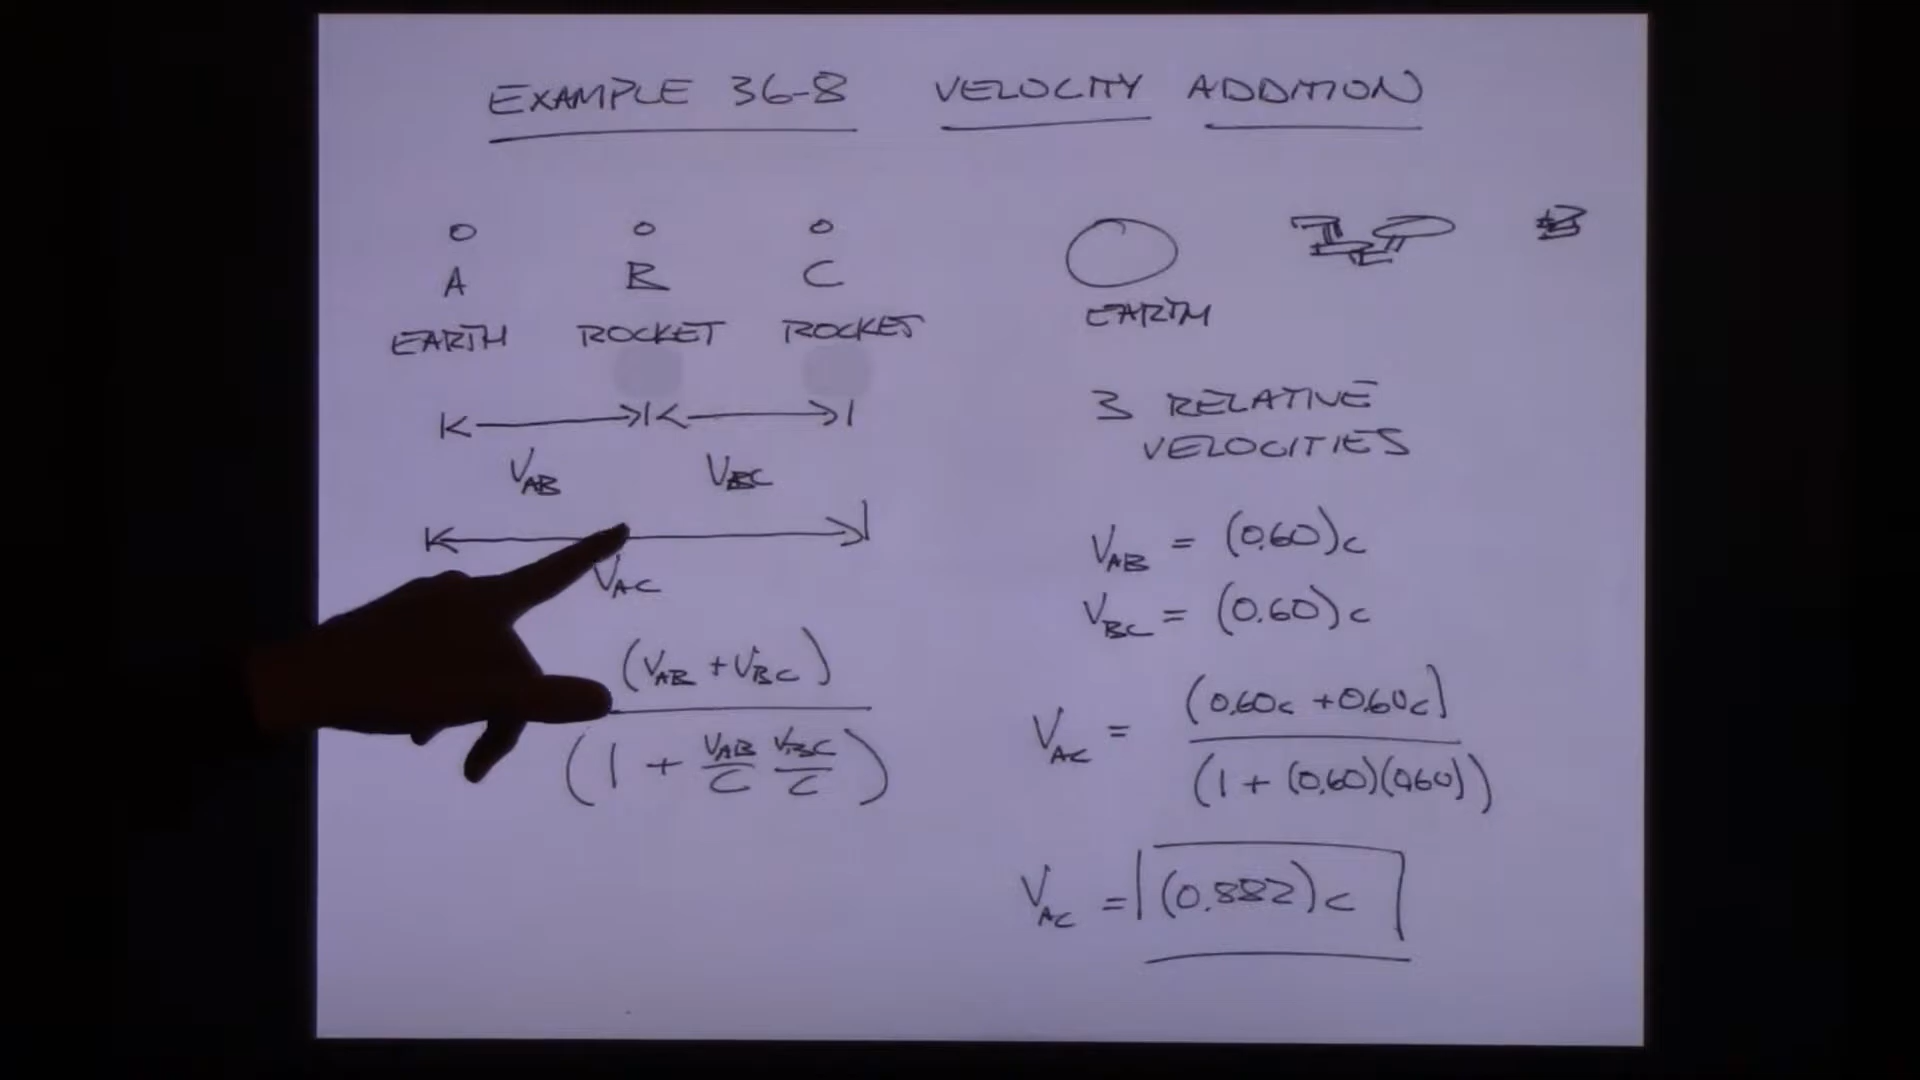 EXAMPLE 36-8 VELOCITY ADDITION
A B C
EARTH ROCKET ROCKET
V_AB V_BC
V_AC
(V_AB + V_BC)
(1 + V_AB/C V_BC/C)
EARTH
3 RELATIVE
VELOCITIES
V_AB = (0.60)c
V_BC = (0.60)c
V_AC = (0.60c + 0.60c)
(1 + (0.60)(0.60))
V_AC = (0.882)c